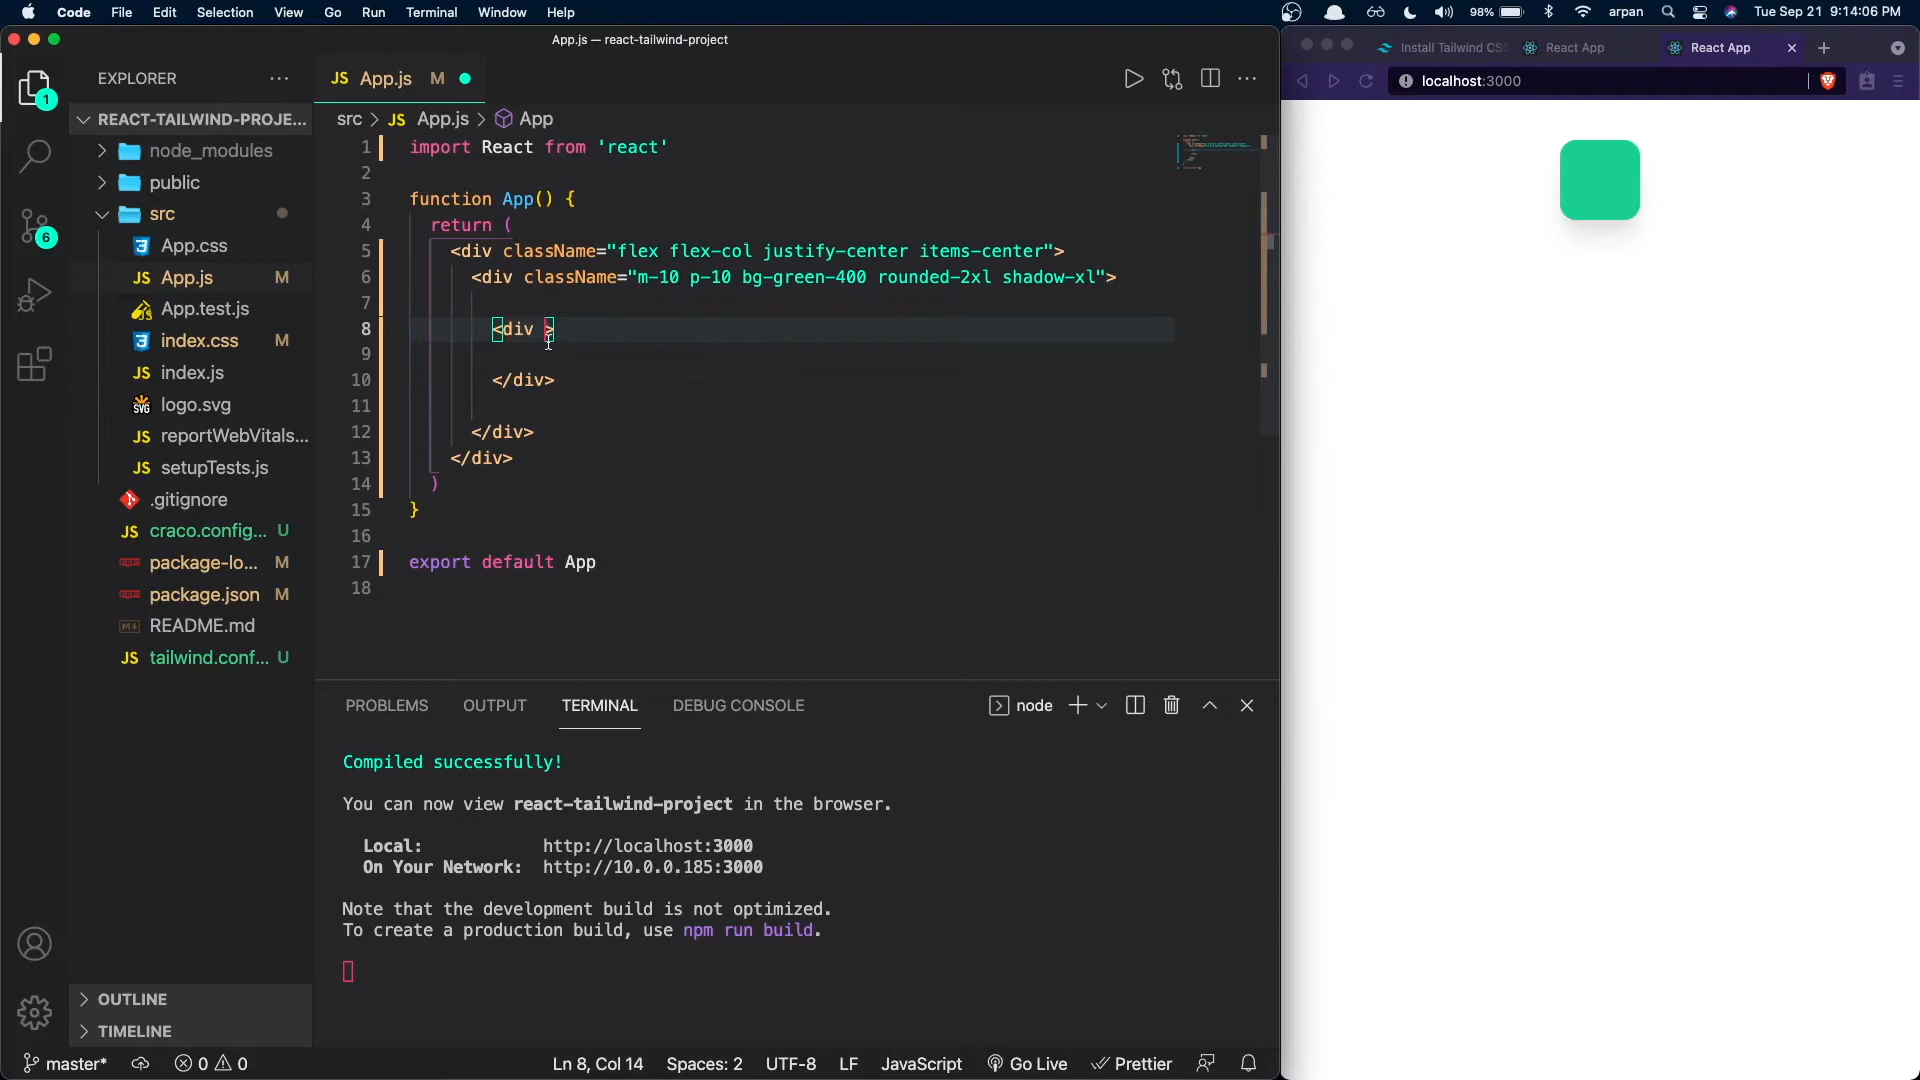 Code File Edit Selection View Go Run Terminal Window Help
98% arpan Tue Sep 21 9:14:06 PM
App.js — react-tailwind-project
Install Tailwind CSS React App React App
localhost:3000
EXPLORER
1
REACT-TAILWIND-PROJE...
node_modules
public
src
6
App.css
App.js M
App.test.js
index.css M
index.js
SVG logo.svg
reportWebVitals...
setupTests.js
.gitignore
craco.config... U
package-lo... M
package.json M
README.md
tailwind.conf... U
OUTLINE
TIMELINE
JS App.js M
src > JS App.js > App
1 import React from 'react'
2
3 function App() {
4 return (
5 <div className="flex flex-col justify-center items-center">
6 <div className="m-10 p-10 bg-green-400 rounded-2xl shadow-xl">
7
8 <div >
9
10 </div>
11
12 </div>
13 </div>
14 )
15 }
16
17 export default App
18
PROBLEMS OUTPUT TERMINAL DEBUG CONSOLE node
Compiled successfully!
You can now view react-tailwind-project in the browser.
Local: http://localhost:3000
On Your Network: http://10.0.0.185:3000
Note that the development build is not optimized.
To create a production build, use npm run build.
master* 0 0 Ln 8, Col 14 Spaces: 2 UTF-8 LF JavaScript Go Live Prettier